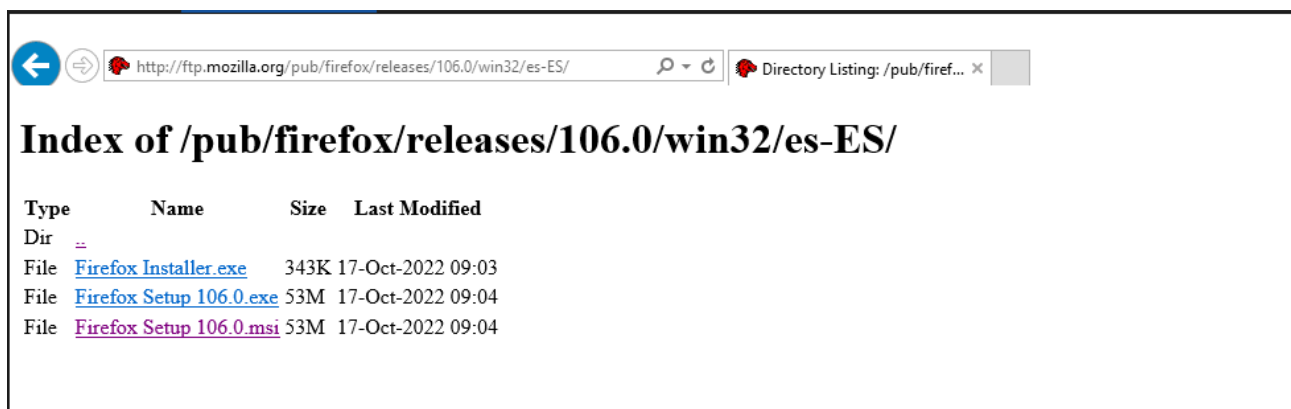 http://ftp.mozilla.org/pub/firefox/releases/106.0/win32/es-ES/
Directory Listing: /pub/firef...
Index of /pub/firefox/releases/106.0/win32/es-ES/
Type Name Size Last Modified
Dir ..
File Firefox Installer.exe 343K 17-Oct-2022 09:03
File Firefox Setup 106.0.exe 53M 17-Oct-2022 09:04
File Firefox Setup 106.0.msi 53M 17-Oct-2022 09:04